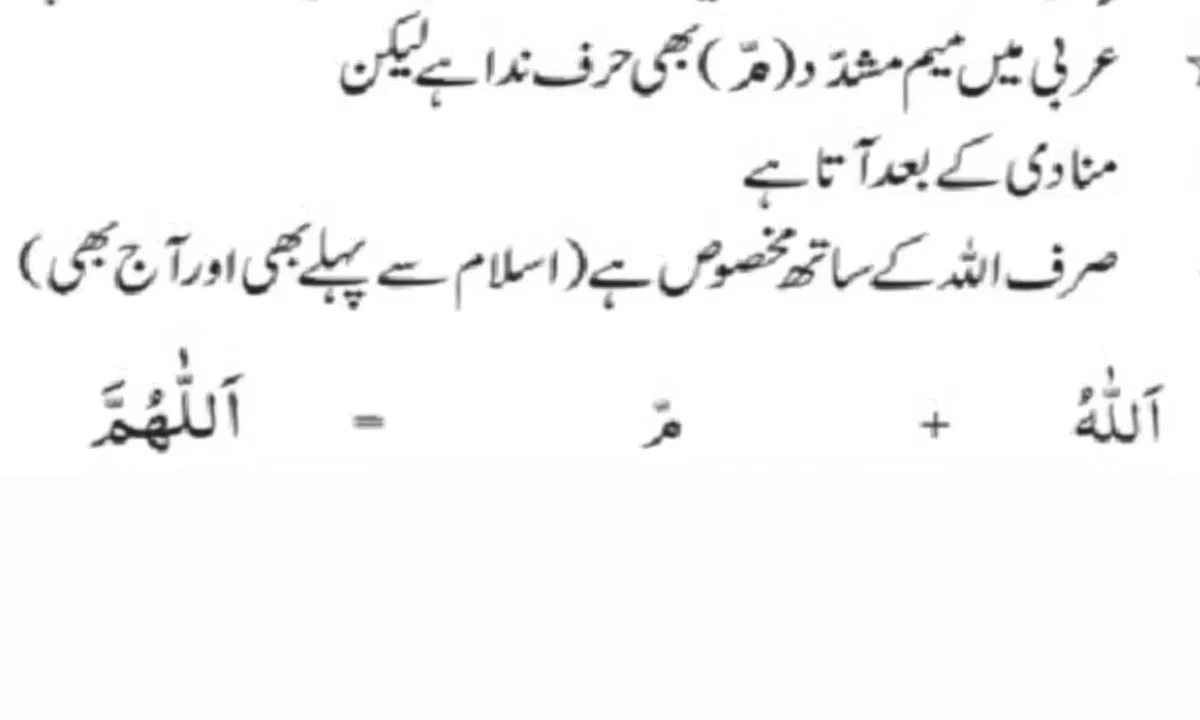 عربی میں میم مشدّد (مّ) بھی حرف ندا ہے لیکن
منادی کے بعد آتا ہے
صرف اللہ کے ساتھ مخصوص ہے (اسلام سے پہلے بھی اور آج بھی)
اَللّٰهُ + مّ = اَللّٰهُمَّ